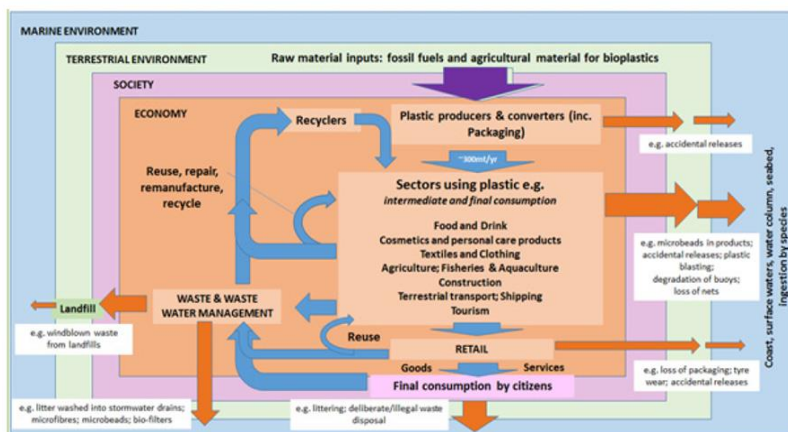 MARINE ENVIRONMENT
TERRESTRIAL ENVIRONMENT
Raw material inputs: fossil fuels and agricultural material for bioplastics
SOCIETY
ECONOMY
Recyclers
Plastic producers & converters (inc.
Packaging)
e.g. accidental releases
~300mt/yr
Reuse, repair,
remanufacture,
recycle
Sectors using plastic e.g.
intermediate and final consumption
Food and Drink
Cosmetics and personal care products
Textiles and Clothing
Agriculture; Fisheries & Aquaculture
Construction
Terrestrial transport; Shipping
Tourism
e.g. microbeads in products;
accidental releases; plastic
blasting;
degradation of buoys;
loss of nets
Coast, surface waters, water column, seabed,
ingestion by species
WASTE & WASTE
WATER MANAGEMENT
Landfill
e.g. windblown waste
from landfills
Reuse
RETAIL
Goods
Services
Final consumption by citizens
e.g. loss of packaging; tyre
wear; accidental releases
e.g. litter washed into stormwater drains;
microfibres; microbeads; bio-filters
e.g. littering; deliberate/illegal waste
disposal